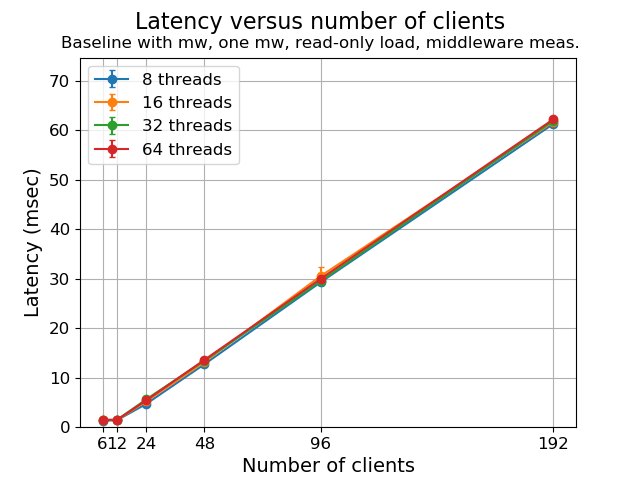 Latency versus number of clients
Baseline with mw, one mw, read-only load, middleware meas.
8 threads
16 threads
32 threads
64 threads
Latency (msec)
70
60
50
40
30
20
10
0
6 12 24 48 96 192
Number of clients